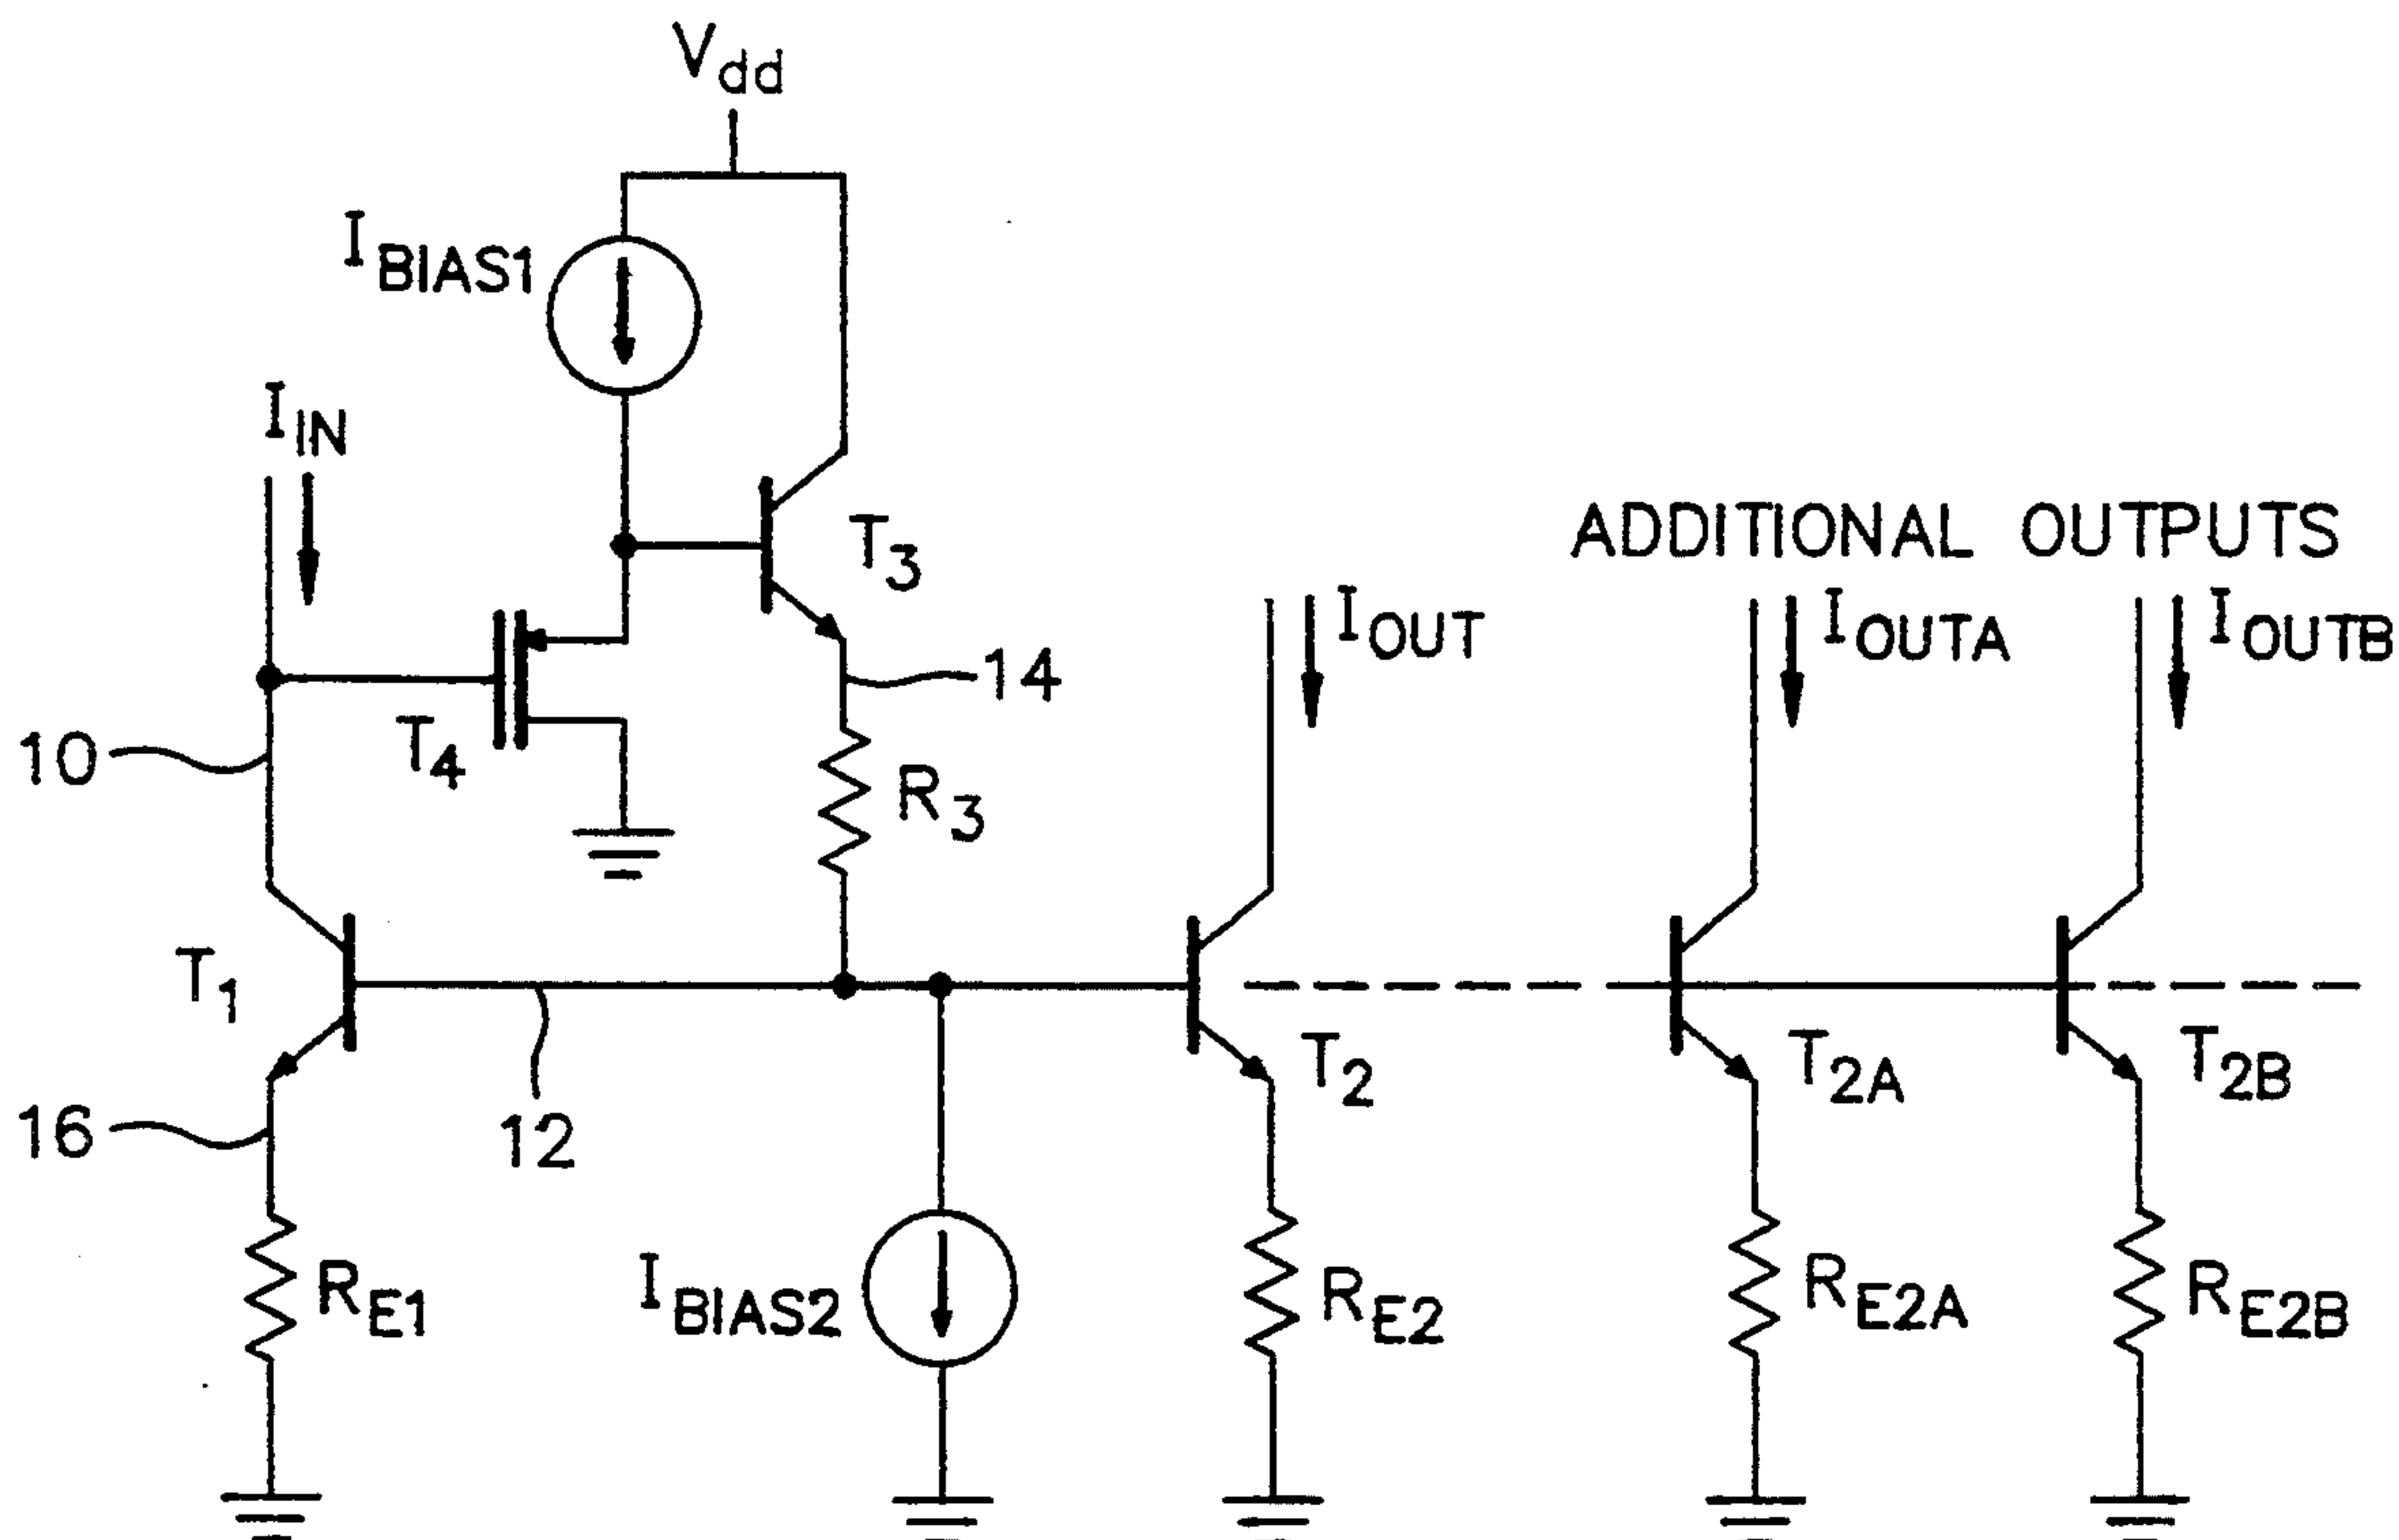 Vdd
IBIAS1
IIN
T3
ADDITIONAL OUTPUTS
IOUT
IOUTA
IOUTB
14
T4
10
R3
T1
12
T2
T2A
T2B
16
RE1
IBIAS2
RE2
RE2A
RE2B